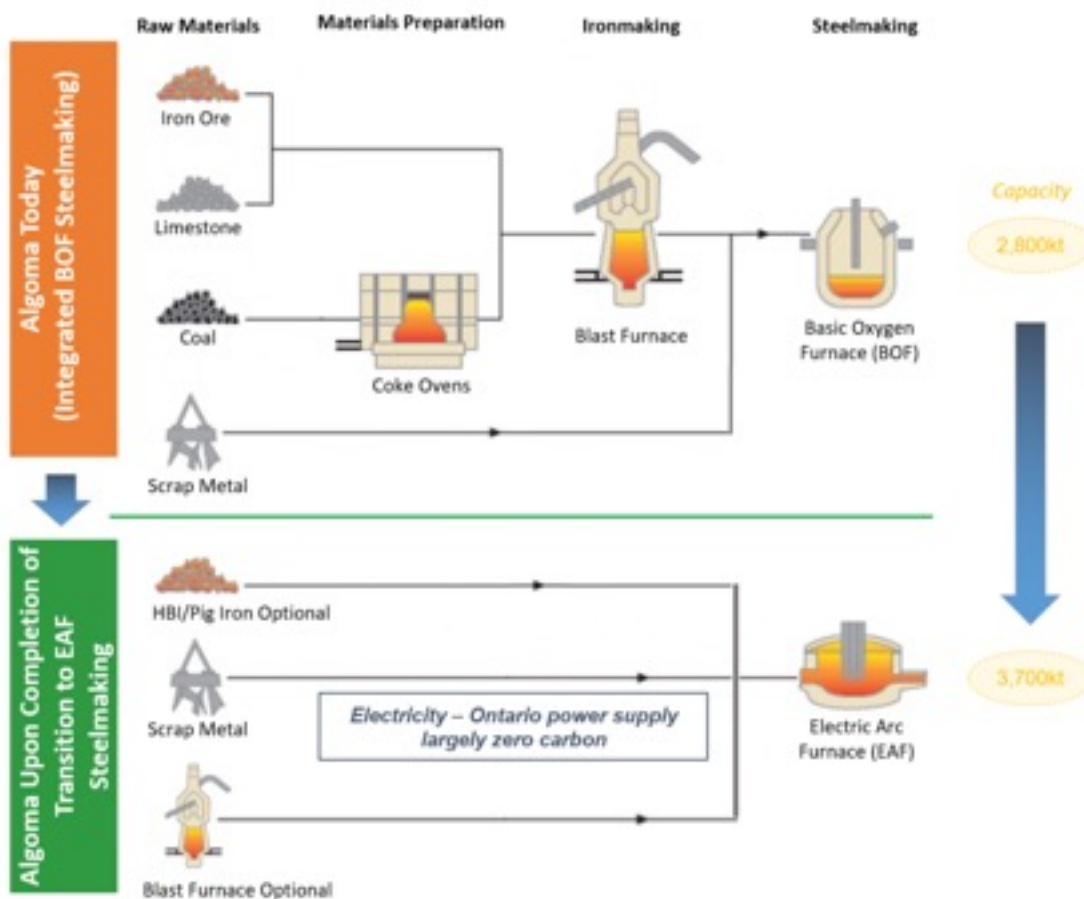 Raw Materials
Materials Preparation
Ironmaking
Steelmaking
Algoma Today
(Integrated BOF Steelmaking)
Iron Ore
Limestone
Coal
Coke Ovens
Scrap Metal
Blast Furnace
Basic Oxygen
Furnace (BOF)
Capacity
2,800kt
Algoma Upon Completion of
Transition to EAF
Steelmaking
HBI/Pig Iron Optional
Scrap Metal
Electricity – Ontario power supply
largely zero carbon
Blast Furnace Optional
Electric Arc
Furnace (EAF)
3,700kt